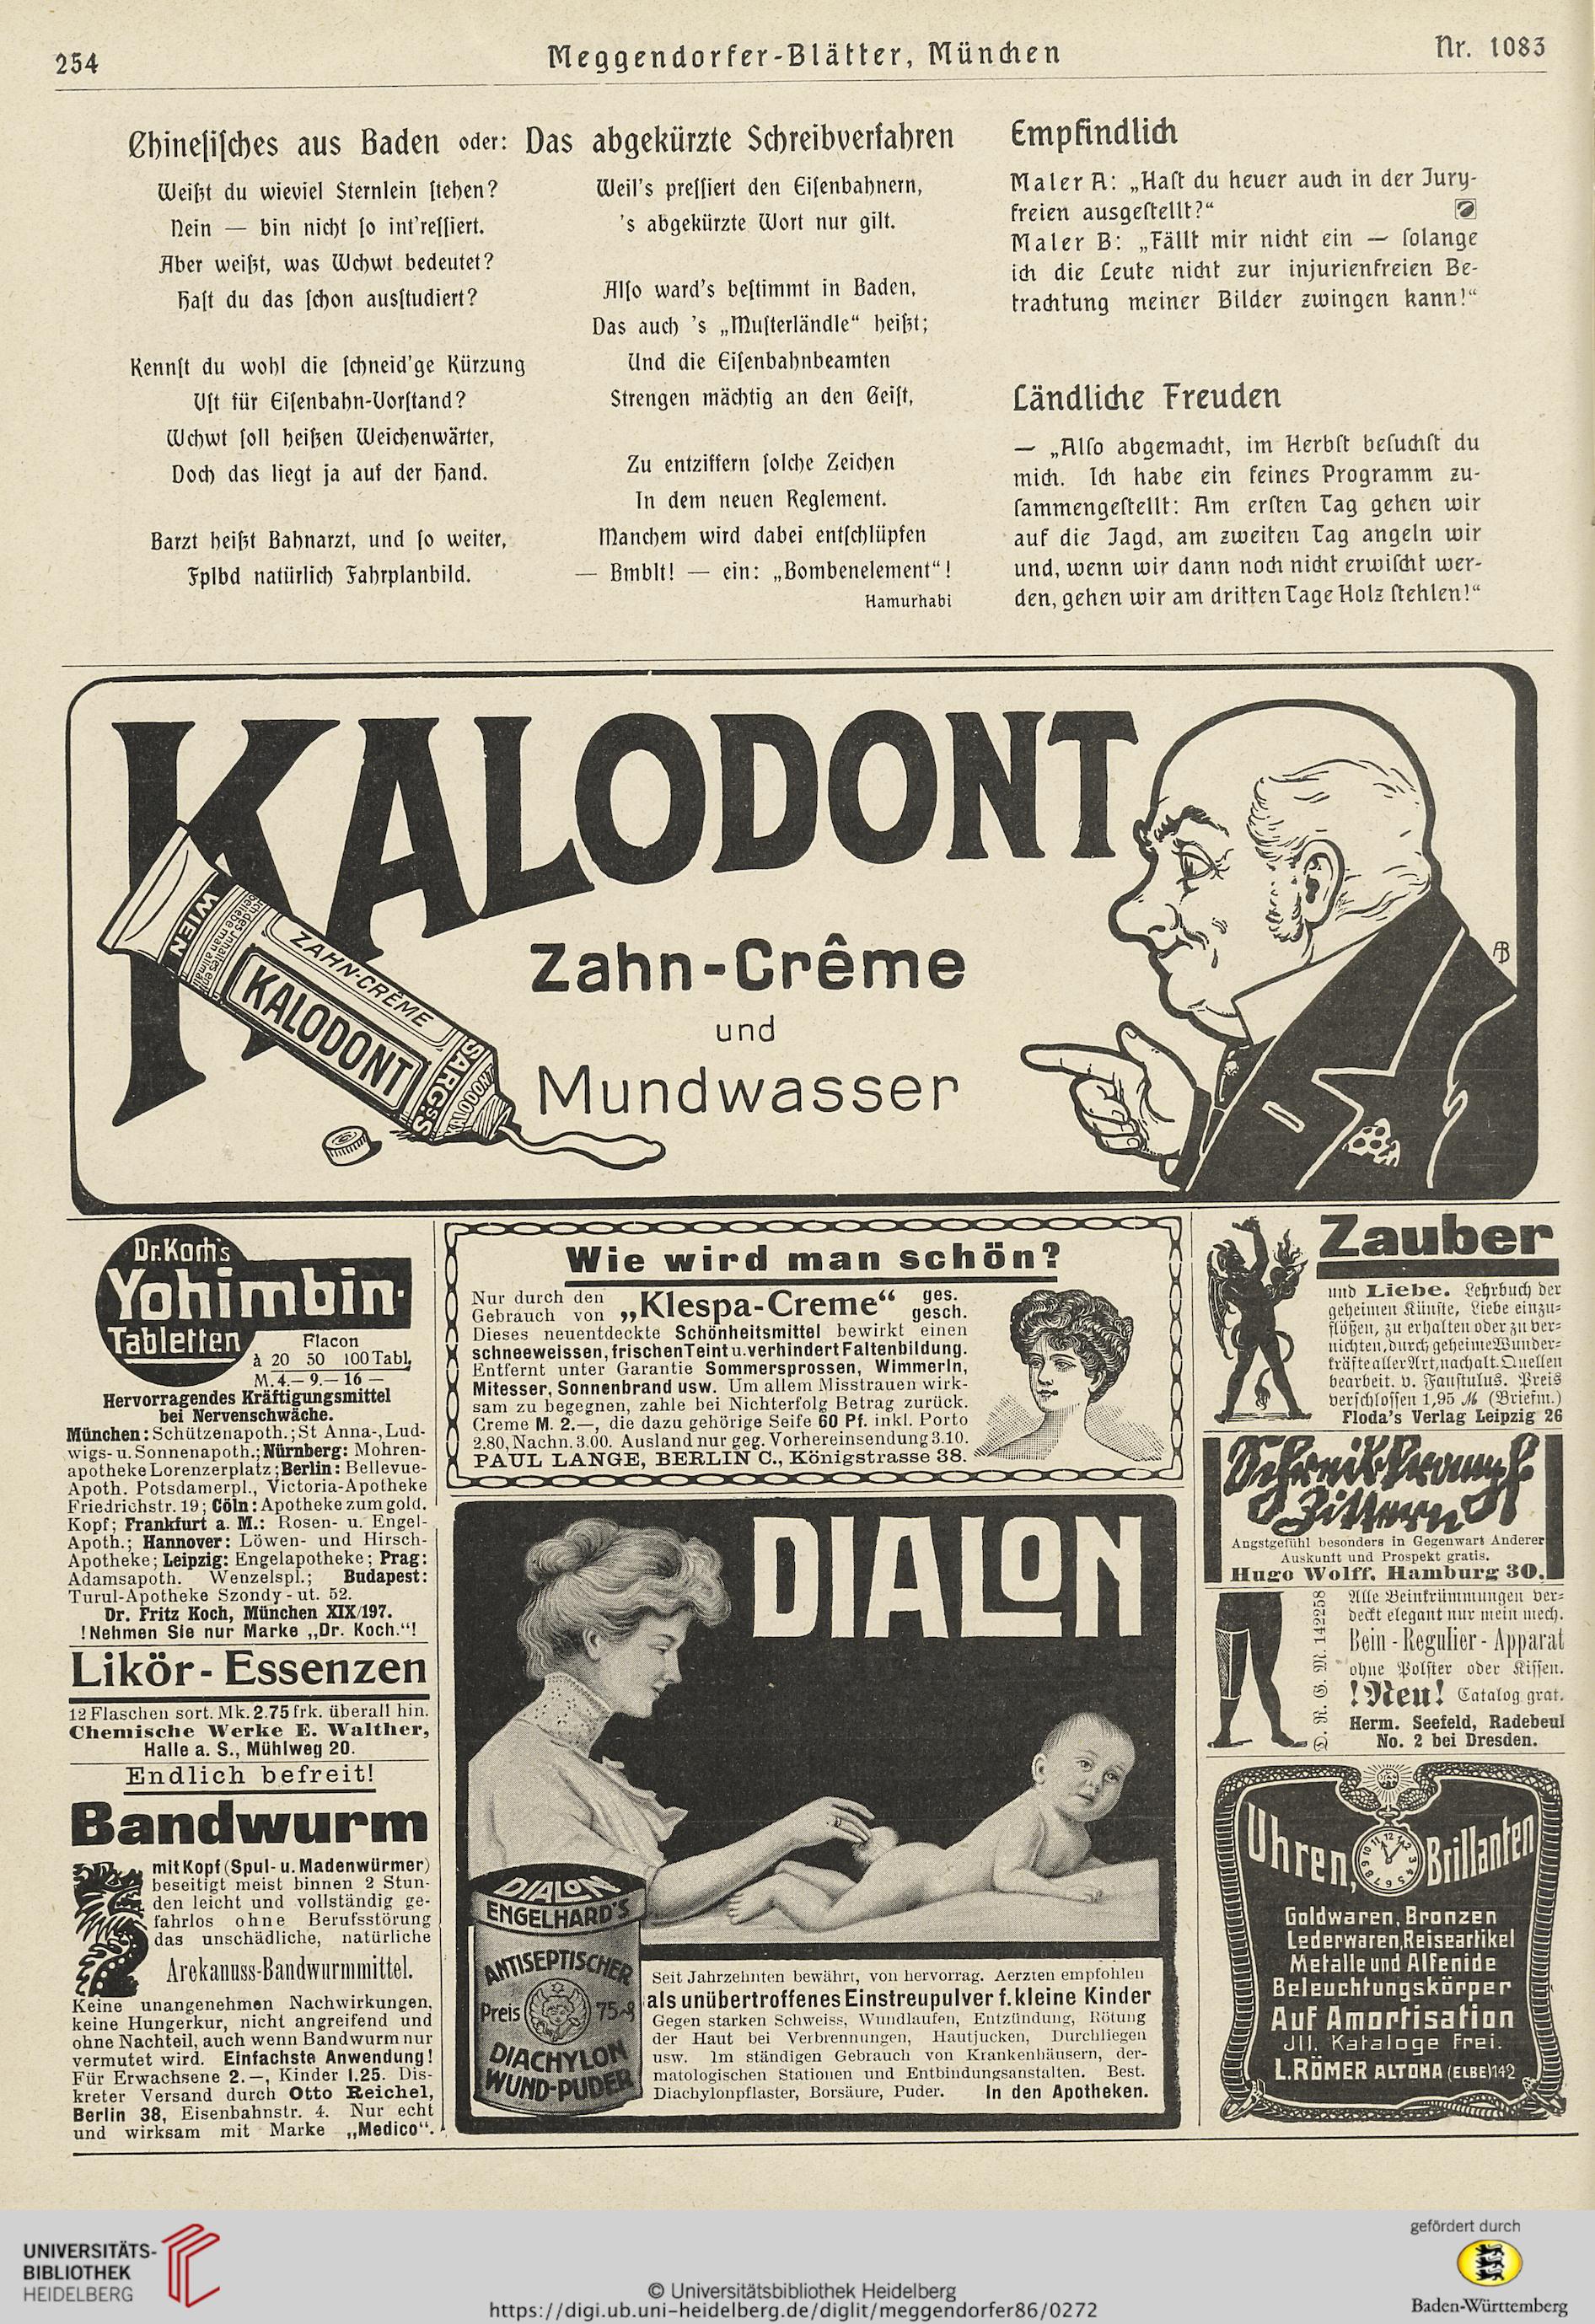 254
Meggendorfer-Blätter, München
Nr. 1083
Chinesisches aus Baden oder: Das abgekürzte Schreibverfahren
Weißt du wieviel Sternlein stehen?
Nein — bin nicht so int'ressiert.
Aber weißt, was Wchwt bedeutet?
Hast du das schon ausstudiert?
Kennst du wohl die schneid'ge Kürzung
Vst für Eisenbahn-Vorstand?
Wchwt soll heißen Weichenwärter,
Doch das liegt ja auf der Hand.
Barzt heißt Bahnarzt, und so weiter,
Fplbd natürlich Fahrplanbild.
Weil's pressiert den Eisenbahnern,
's abgekürzte Wort nur gilt.
Also ward's bestimmt in Baden,
Das auch 's „Musterländle“ heißt;
Und die Eisenbahnbeamten
Strengen mächtig an den Geist,
Zu entziffern solche Zeichen
In dem neuen Reglement.
Manchem wird dabei entschlüpfen
— Bmblt! — ein: „Bombenelement“!
Hamurhabi
Empfindlich
Maler A: „Hast du heuer auch in der Jury-
freien ausgestellt?“
Maler B: „Fällt mir nicht ein — solange
ich die Leute nicht zur injurienfreien Be-
trachtung meiner Bilder zwingen kann!“
Ländliche Freuden
— „Also abgemacht, im Herbst besuchst du
mich. Ich habe ein feines Programm zu-
sammengestellt: Am ersten Tag gehen wir
auf die Jagd, am zweiten Tag angeln wir
und, wenn wir dann noch nicht erwischt wer-
den, gehen wir am dritten Tage Holz stehlen!“
KALODONT
Zahn-Crême
und
Mundwasser
WIEN
ZAHN-CRÊME
KALODONT
SARG'S
AB
Dr. Koch's
Yohimbin-
Tabletten
Flacon
à 20 50 100 Tabl.
M. 4.— 9.— 16 —
Hervorragendes Kräftigungsmittel
bei Nervenschwäche.
München: Schützenapoth.; St Anna-, Lud-
wigs- u. Sonnenapoth.; Nürnberg: Mohren-
apotheke Lorenzerplatz; Berlin: Bellevue-
Apoth. Potsdamerpl., Victoria-Apotheke
Friedrichstr. 19; Cöln: Apotheke zum gold.
Kopf; Frankfurt a. M.: Rosen- u. Engel-
Apoth.; Hannover: Löwen- und Hirsch-
Apotheke; Leipzig: Engelapotheke; Prag:
Adamsapoth. Wenzelspl.; Budapest:
Turul-Apotheke Szondy-ut. 52.
Dr. Fritz Koch, München XIX/197.
!Nehmen Sie nur Marke „Dr. Koch.“!
Likör-Essenzen
12 Flaschen sort. Mk. 2.75 frk. überall hin.
Chemische Werke E. Walther,
Halle a. S., Mühlweg 20.
Endlich befreit!
Bandwurm
mit Kopf (Spul- u. Madenwürmer)
beseitigt meist binnen 2 Stun-
den leicht und vollständig ge-
fahrlos ohne Berufsstörung
das unschädliche, natürliche
Arekanuss-Bandwurmmittel.
Keine unangenehmen Nachwirkungen,
keine Hungerkur, nicht angreifend und
ohne Nachteil, auch wenn Bandwurm nur
vermutet wird. Einfachste Anwendung!
Für Erwachsene 2.—, Kinder 1.25. Dis-
kreter Versand durch Otto Reichel,
Berlin 38, Eisenbahnstr. 4. Nur echt
und wirksam mit Marke „Medico“.
Wie wird man schön?
Nur durch den
Gebrauch von „Klespa-Creme“ ges.
gesch.
Dieses neuentdeckte Schönheitsmittel bewirkt einen
schneeweissen, frischen Teint u. verhindert Faltenbildung.
Entfernt unter Garantie Sommersprossen, Wimmerln,
Mitesser, Sonnenbrand usw. Um allem Misstrauen wirk-
sam zu begegnen, zahle bei Nichterfolg Betrag zurück.
Creme M. 2.—, die dazu gehörige Seife 60 Pf. inkl. Porto
2.80, Nachn. 3.00. Ausland nur geg. Vorhereinsendung 3.10.
PAUL LANGE, BERLIN C., Königstrasse 38.
DIALON
DIALON
ENGELHARD'S
ANTISEPTISCHER
Preis 75 ₰
DIACHYLON
WUND-PUDER
Seit Jahrzehnten bewährt, von hervorrag. Aerzten empfohlen
als unübertroffenes Einstreupulver f. kleine Kinder
Gegen starken Schweiss, Wundlaufen, Entzündung, Rötung
der Haut bei Verbrennungen, Hautjucken, Durchliegen
usw. Im ständigen Gebrauch von Krankenhäusern, der-
matologischen Stationen und Entbindungsanstalten. Best.
Diachylonpflaster, Borsäure, Puder. In den Apotheken.
Zauber
und Liebe. Lehrbuch der
geheimen Künste, Liebe einzu-
flößen, zu erhalten oder zu ver-
nichten, durch geheime Wunder-
kräfte aller Art, nach alt. Quellen
bearbeit. v. Faustulus. Preis
verschlossen 1,95 ℳ (Briefm.)
Floda's Verlag Leipzig 26
Schreibkrampf
Zittern
Angstgefühl besonders in Gegenwart Anderer
Auskunft und Prospekt gratis.
Hugo Wolff, Hamburg 30.
D. R. G. M. 142258
Alle Beinkrümmungen ver-
deckt elegant nur mein mech.
Bein-Regulier-Apparat
ohne Polster oder Kissen.
!Neu! Catalog grat.
Herm. Seefeld, Radebeul
No. 2 bei Dresden.
Uhren, Brillanten
Goldwaren, Bronzen
Lederwaren, Reiseartikel
Metalle und Alfenide
Beleuchtungskörper
Auf Amortisation
Jll. Kataloge frei.
L. RÖMER ALTONA (ELBE) 142
UNIVERSITÄTS-
BIBLIOTHEK
HEIDELBERG
© Universitätsbibliothek Heidelberg
https://digi.ub.uni-heidelberg.de/diglit/meggendorfer86/0272
gefördert durch
Baden-Württemberg